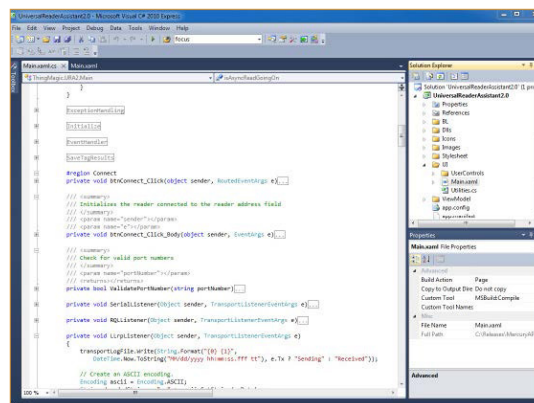 UniversalReaderAssistant2.0 - Microsoft Visual C# 2010 Express
File Edit View Project Debug Data Tools Window Help
focus
Main.xaml.cs Main.xaml
ThingMagic.URA2.Main isAsyncReadGoingOn
}
}
ExceptionHandling
Initialize
EventHandler
SaveTagResults
#region Connect
private void btnConnect_Click(object sender, RoutedEventArgs e)...
/// <summary>
/// Initializes the reader connected to the reader address field
/// </summary>
/// <param name="sender"></param>
/// <param name="e"></param>
private void btnConnect_Click_Body(object sender, EventArgs e)...
/// <summary>
/// Check for valid port numbers
/// </summary>
/// <param name="portNumber"></param>
/// <returns></returns>
private bool ValidatePortNumber(string portNumber)...
private void SerialListener(Object sender, TransportListenerEventArgs e)...
private void RQLListener(Object sender, TransportListenerEventArgs e)...
private void LLrpListener(Object sender, TransportListenerEventArgs e)
{
transportLogFile.Write(String.Format("{0} {1}",
DateTime.Now.ToString("MM/dd/yyyy hh:mm:ss.fff tt"), e.Tx ? "Sending" : "Received"));
// Create an ASCII encoding.
Encoding ascii = Encoding.ASCII;
100 %
Toolbox
Solution Explorer
Solution 'UniversalReaderAssistant2.0' (1 pro
UniversalReaderAssistant2.0
Properties
References
BL
Dlls
Icons
Images
Stylesheet
UI
UserControls
Main.xaml
Utilities.cs
ViewModel
app.config
app.manifest
Properties
Main.xaml File Properties
Advanced
Build Action Page
Copy to Output Dire Do not copy
Custom Tool MSBuild:Compile
Custom Tool Names
Misc
File Name Main.xaml
Full Path C:\Release\MercuryAP
Advanced